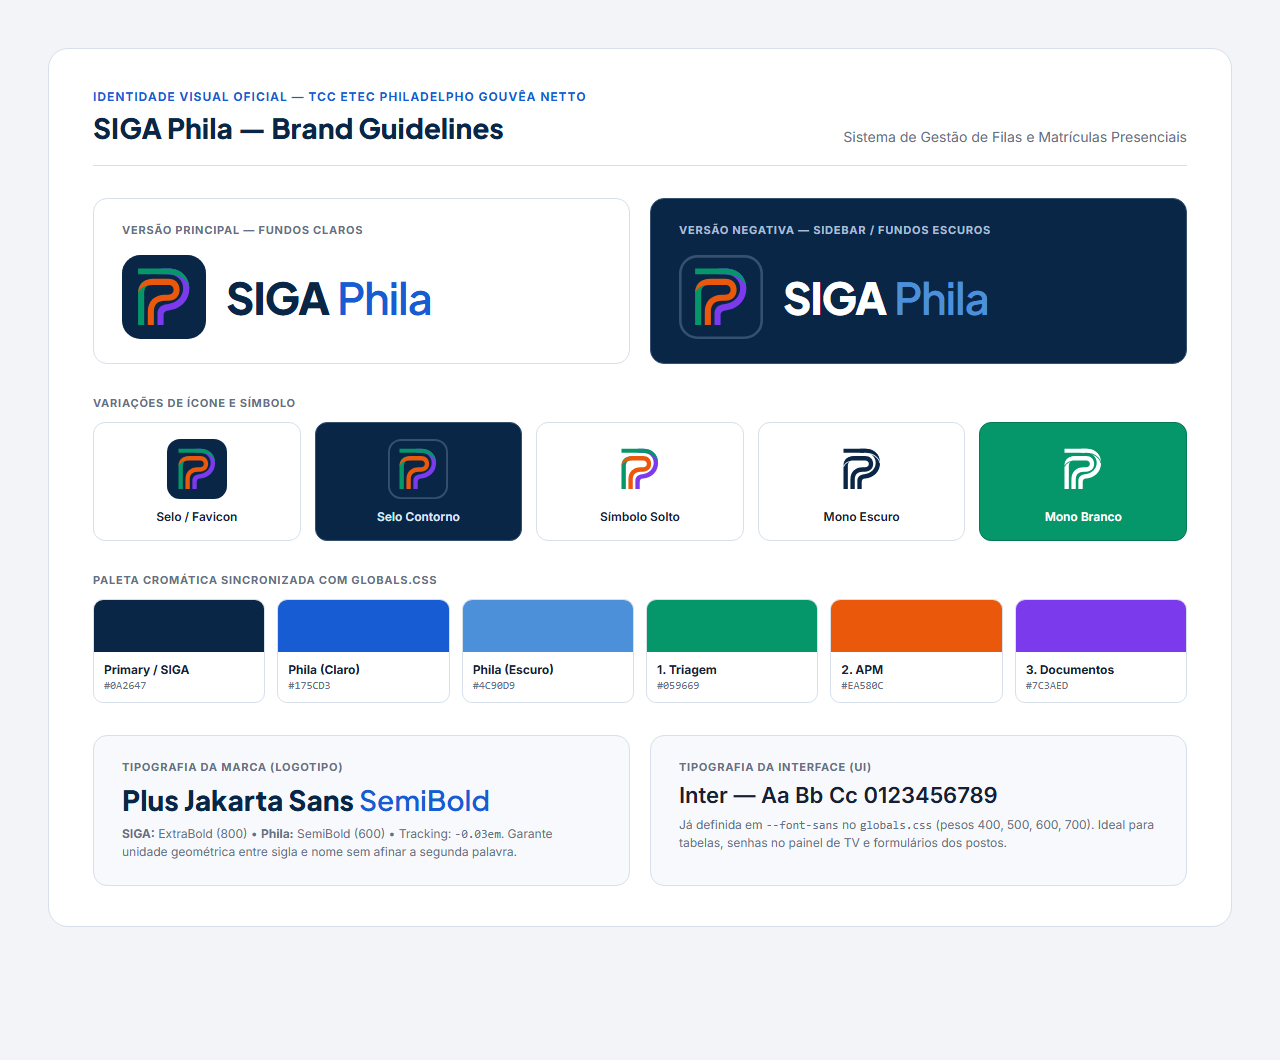 IDENTIDADE VISUAL OFICIAL — TCC ETEC PHILADELPHO GOUVÊA NETTO
SIGA Phila — Brand Guidelines
Sistema de Gestão de Filas e Matrículas Presenciais
VERSÃO PRINCIPAL — FUNDOS CLAROS
SIGA Phila
VERSÃO NEGATIVA — SIDEBAR / FUNDOS ESCUROS
SIGA Phila
VARIAÇÕES DE ÍCONE E SÍMBOLO
Selo / Favicon
Selo Contorno
Símbolo Solto
Mono Escuro
Mono Branco
PALETA CROMÁTICA SINCRONIZADA COM GLOBALS.CSS
Primary / SIGA
#0A2647
Phila (Claro)
#175CD3
Phila (Escuro)
#4C90D9
1. Triagem
#059669
2. APM
#EA580C
3. Documentos
#7C3AED
TIPOGRAFIA DA MARCA (LOGOTIPO)
Plus Jakarta Sans SemiBold
SIGA: ExtraBold (800) • Phila: SemiBold (600) • Tracking: -0.03em. Garante
unidade geométrica entre sigla e nome sem afinar a segunda palavra.
TIPOGRAFIA DA INTERFACE (UI)
Inter — Aa Bb Cc 0123456789
Já definida em --font-sans no globals.css (pesos 400, 500, 600, 700). Ideal para
tabelas, senhas no painel de TV e formulários dos postos.